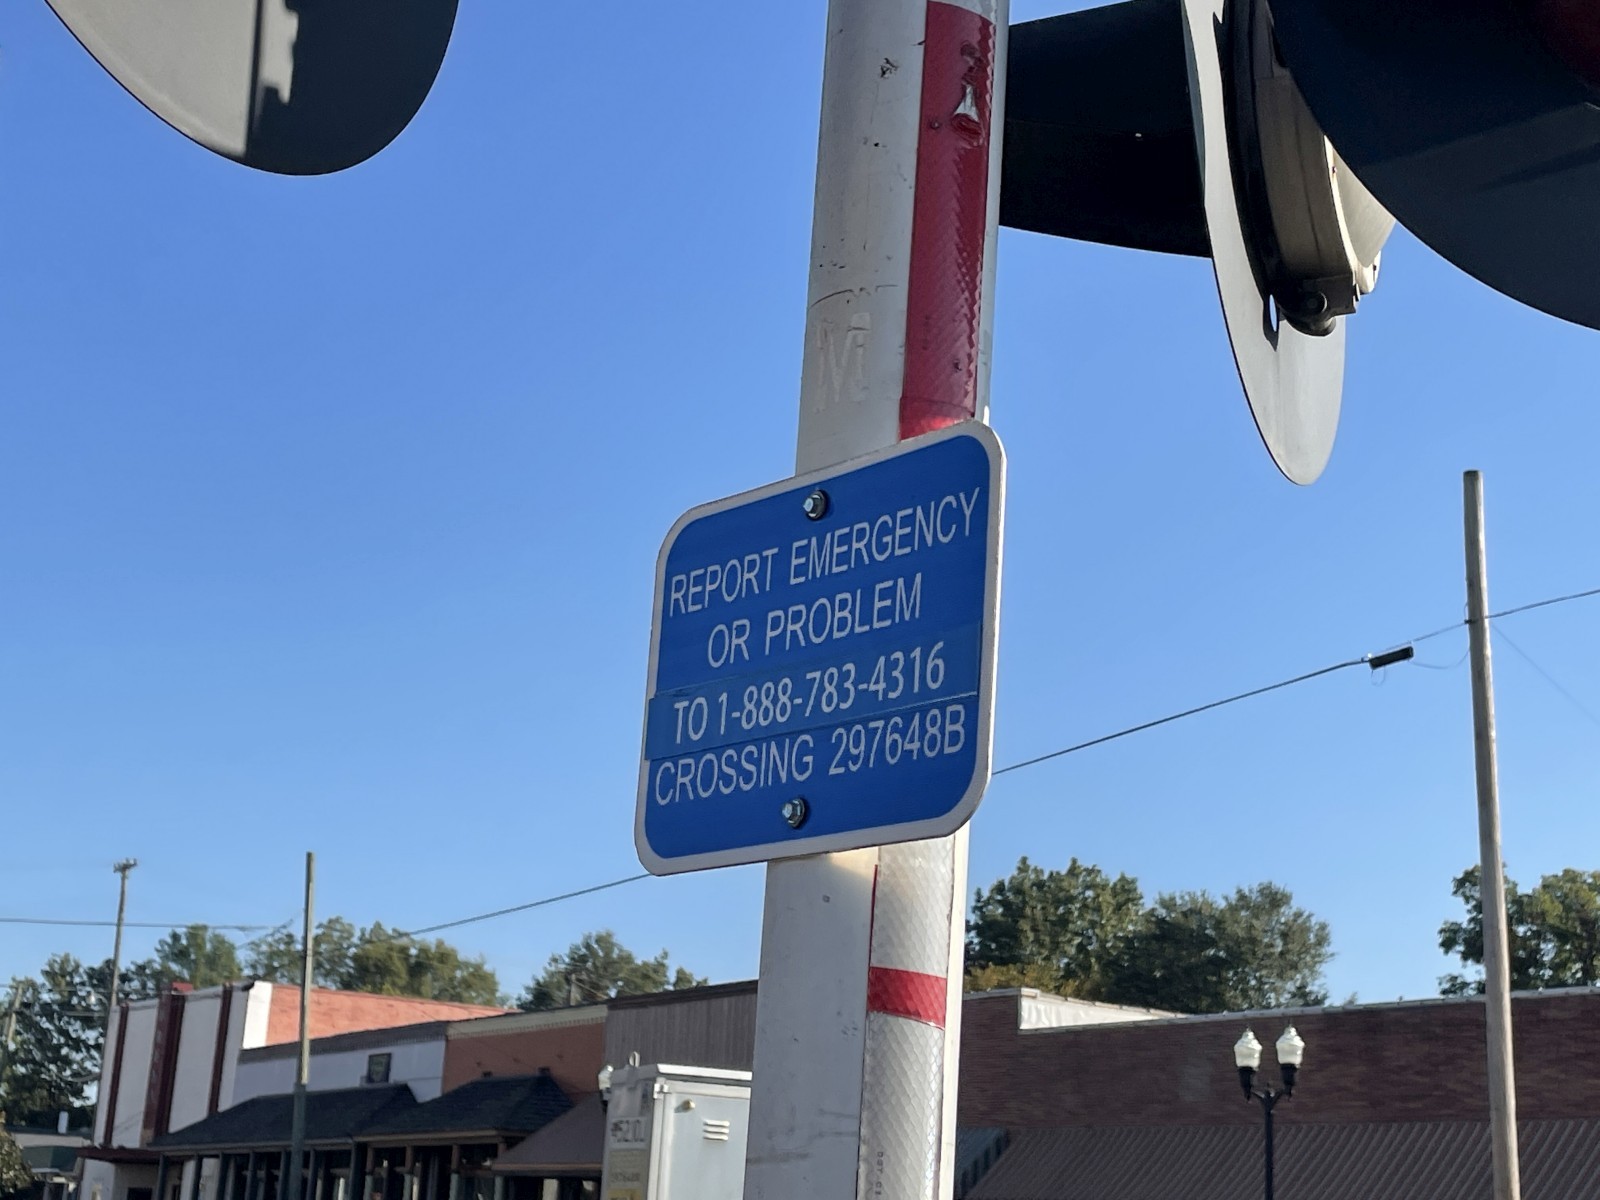 REPORT EMERGENCY
OR PROBLEM
TO 1-888-783-4316
CROSSING 297648B
M